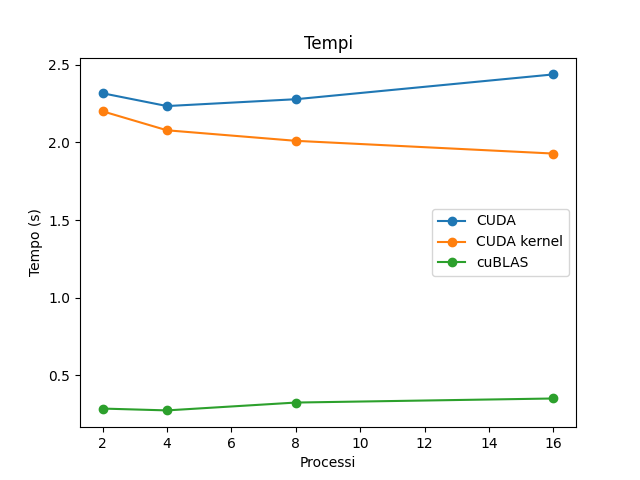 Tempi
2.5
2.0
1.5
1.0
0.5
Tempo (s)
CUDA
CUDA kernel
cuBLAS
2 4 6 8 10 12 14 16
Processi